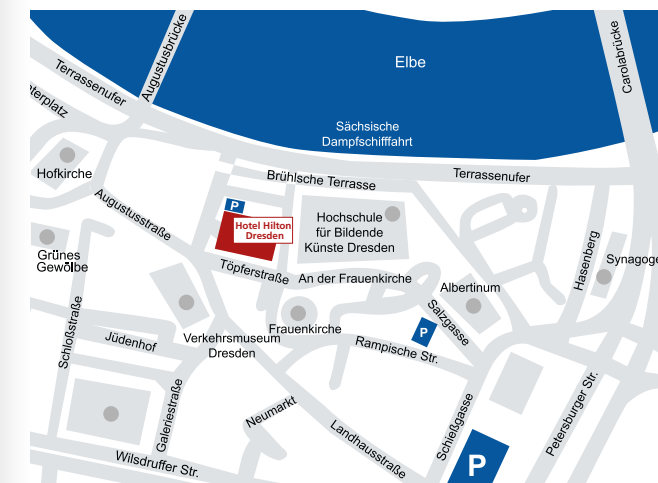 Augustusbrücke
Elbe
Carolabrücke
Terrassenufer
Sächsische
Dampfschifffahrt
Hofkirche
Brühlsche Terrasse
Terrassenufer
Augustusstraße
P
Hotel Hilton
Dresden
Hochschule
für Bildende
Künste Dresden
Hasenberg
Synagoge
Grünes
Gewölbe
Töpferstraße
An der Frauenkirche
Albertinum
Schloßstraße
Salzgasse
Frauenkirche
P
Jüdenhof
Verkehrsmuseum
Dresden
Rampische Str.
Galeriestraße
Neumarkt
Landhausstraße
Schießgasse
Petersburger Str.
Wilsdruffer Str.
P